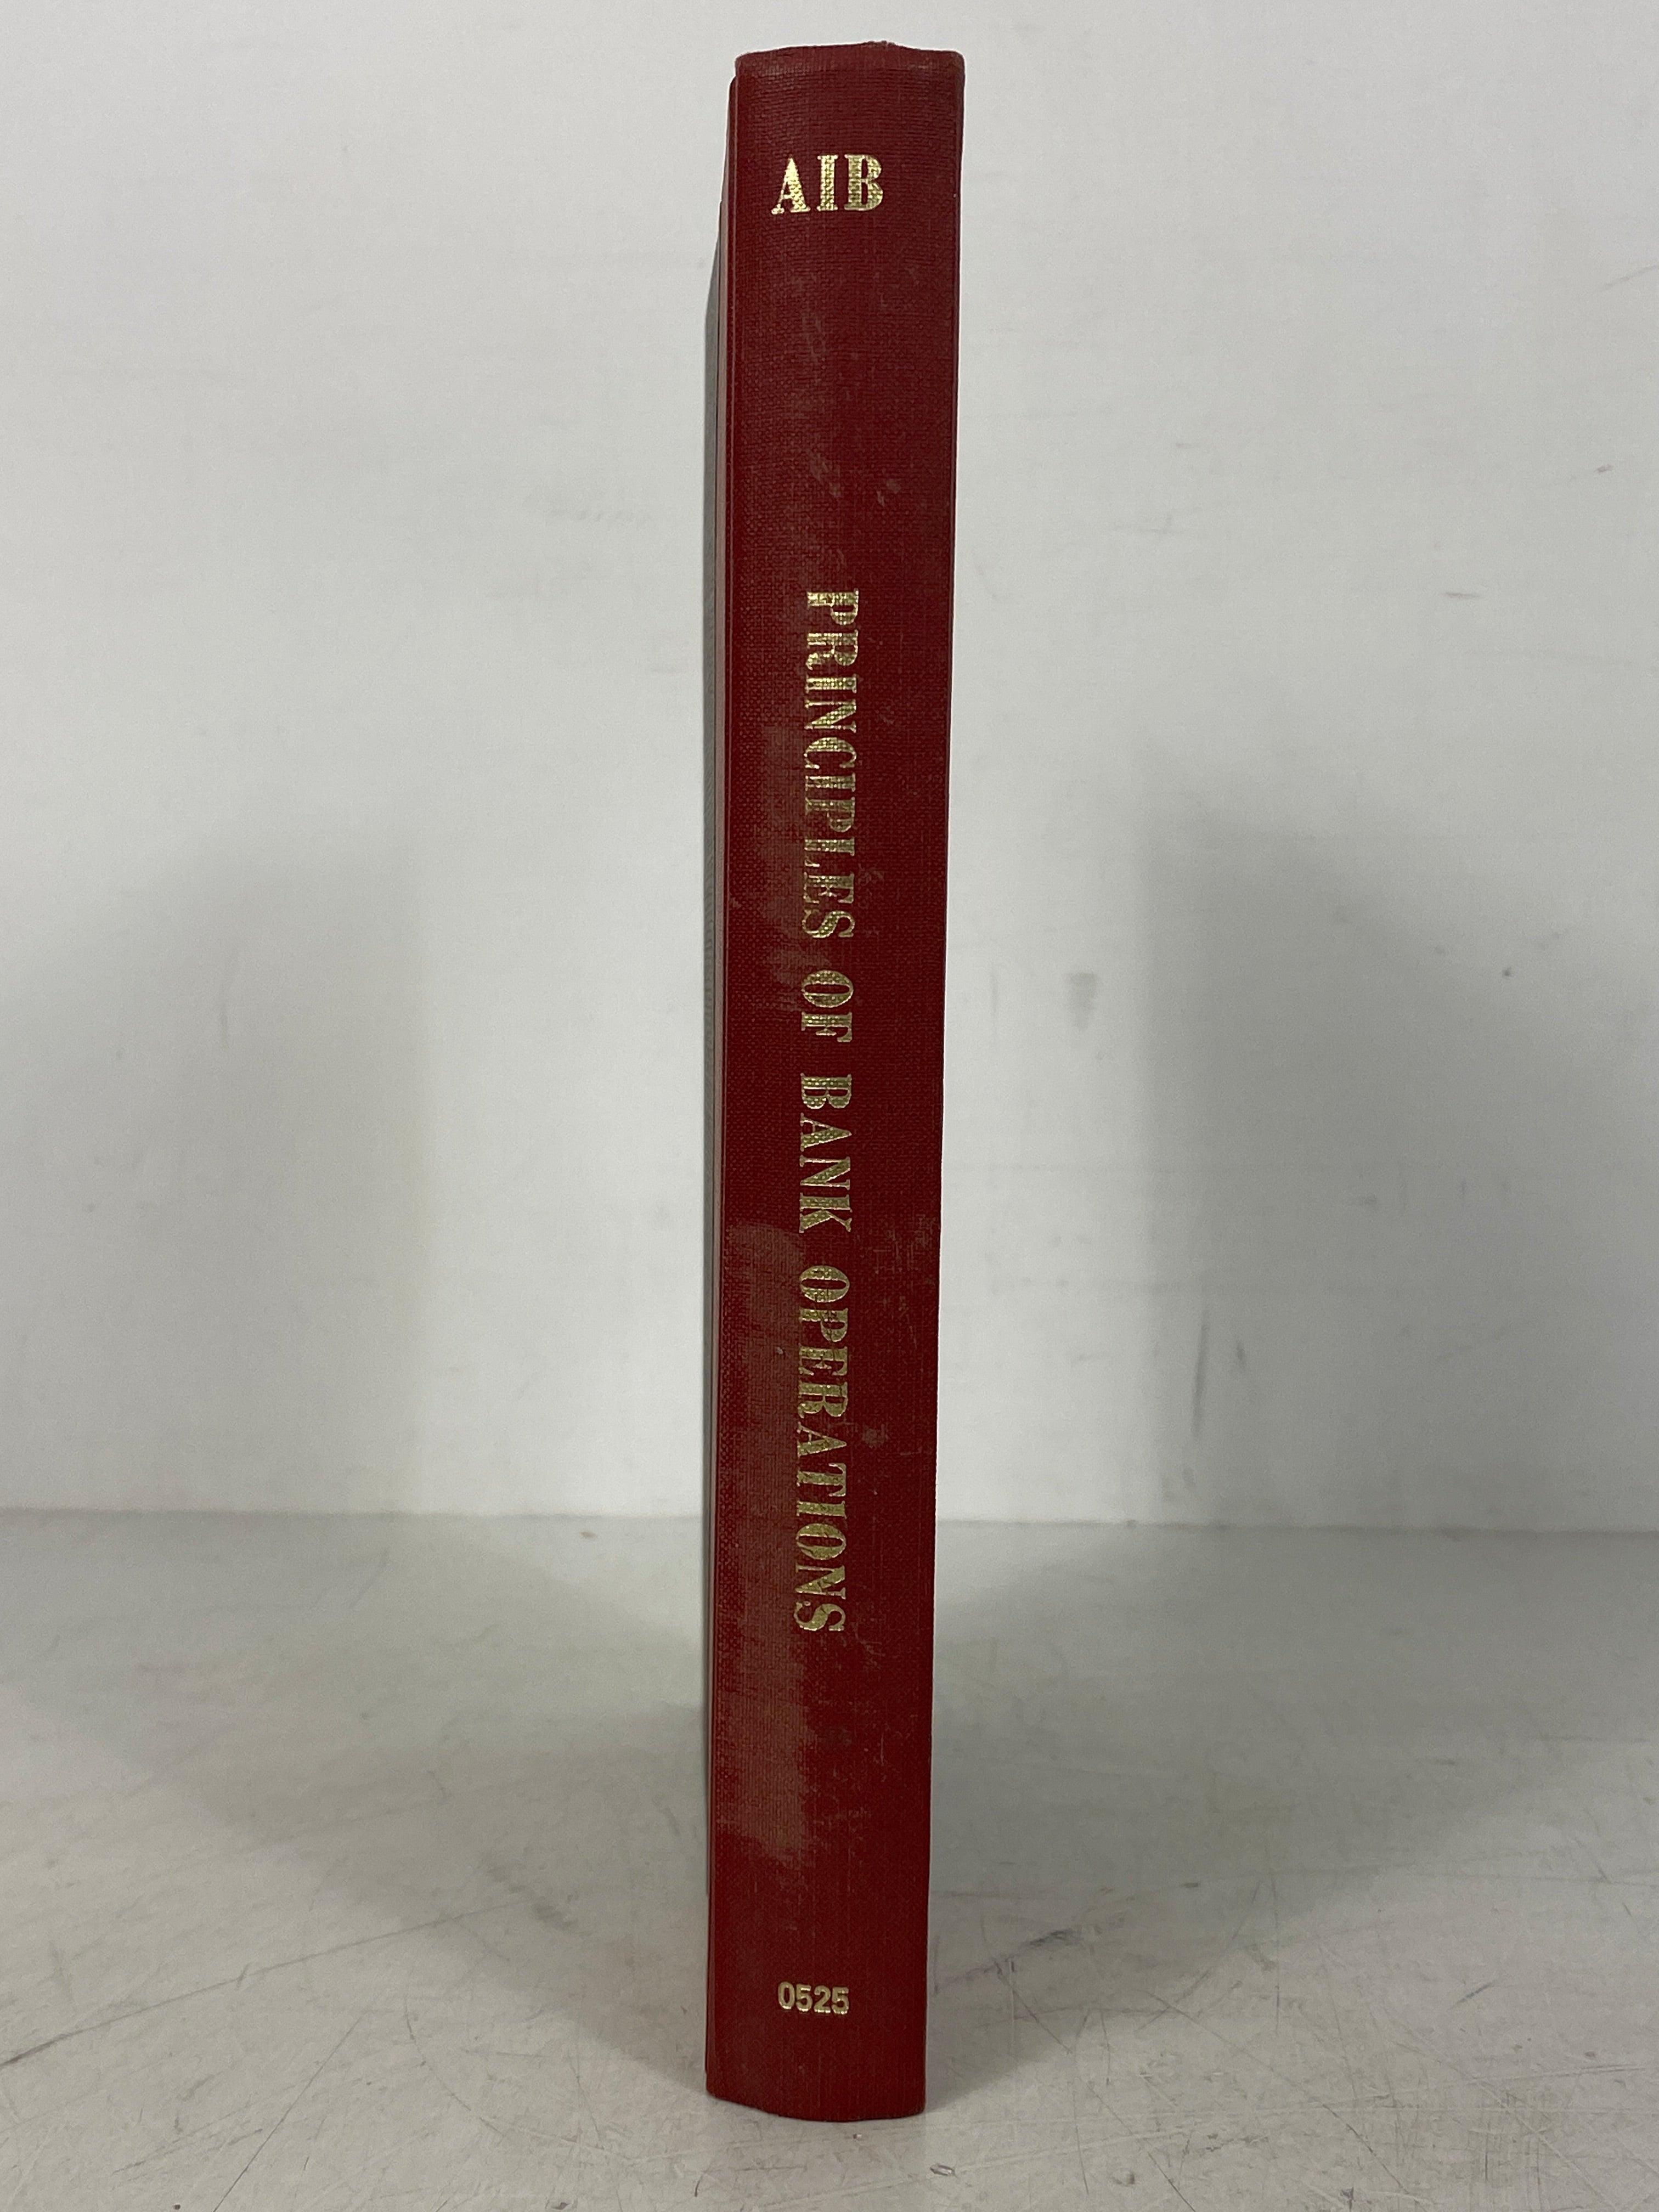 AIB
PRINCIPLES OF BANK OPERATIONS
0525